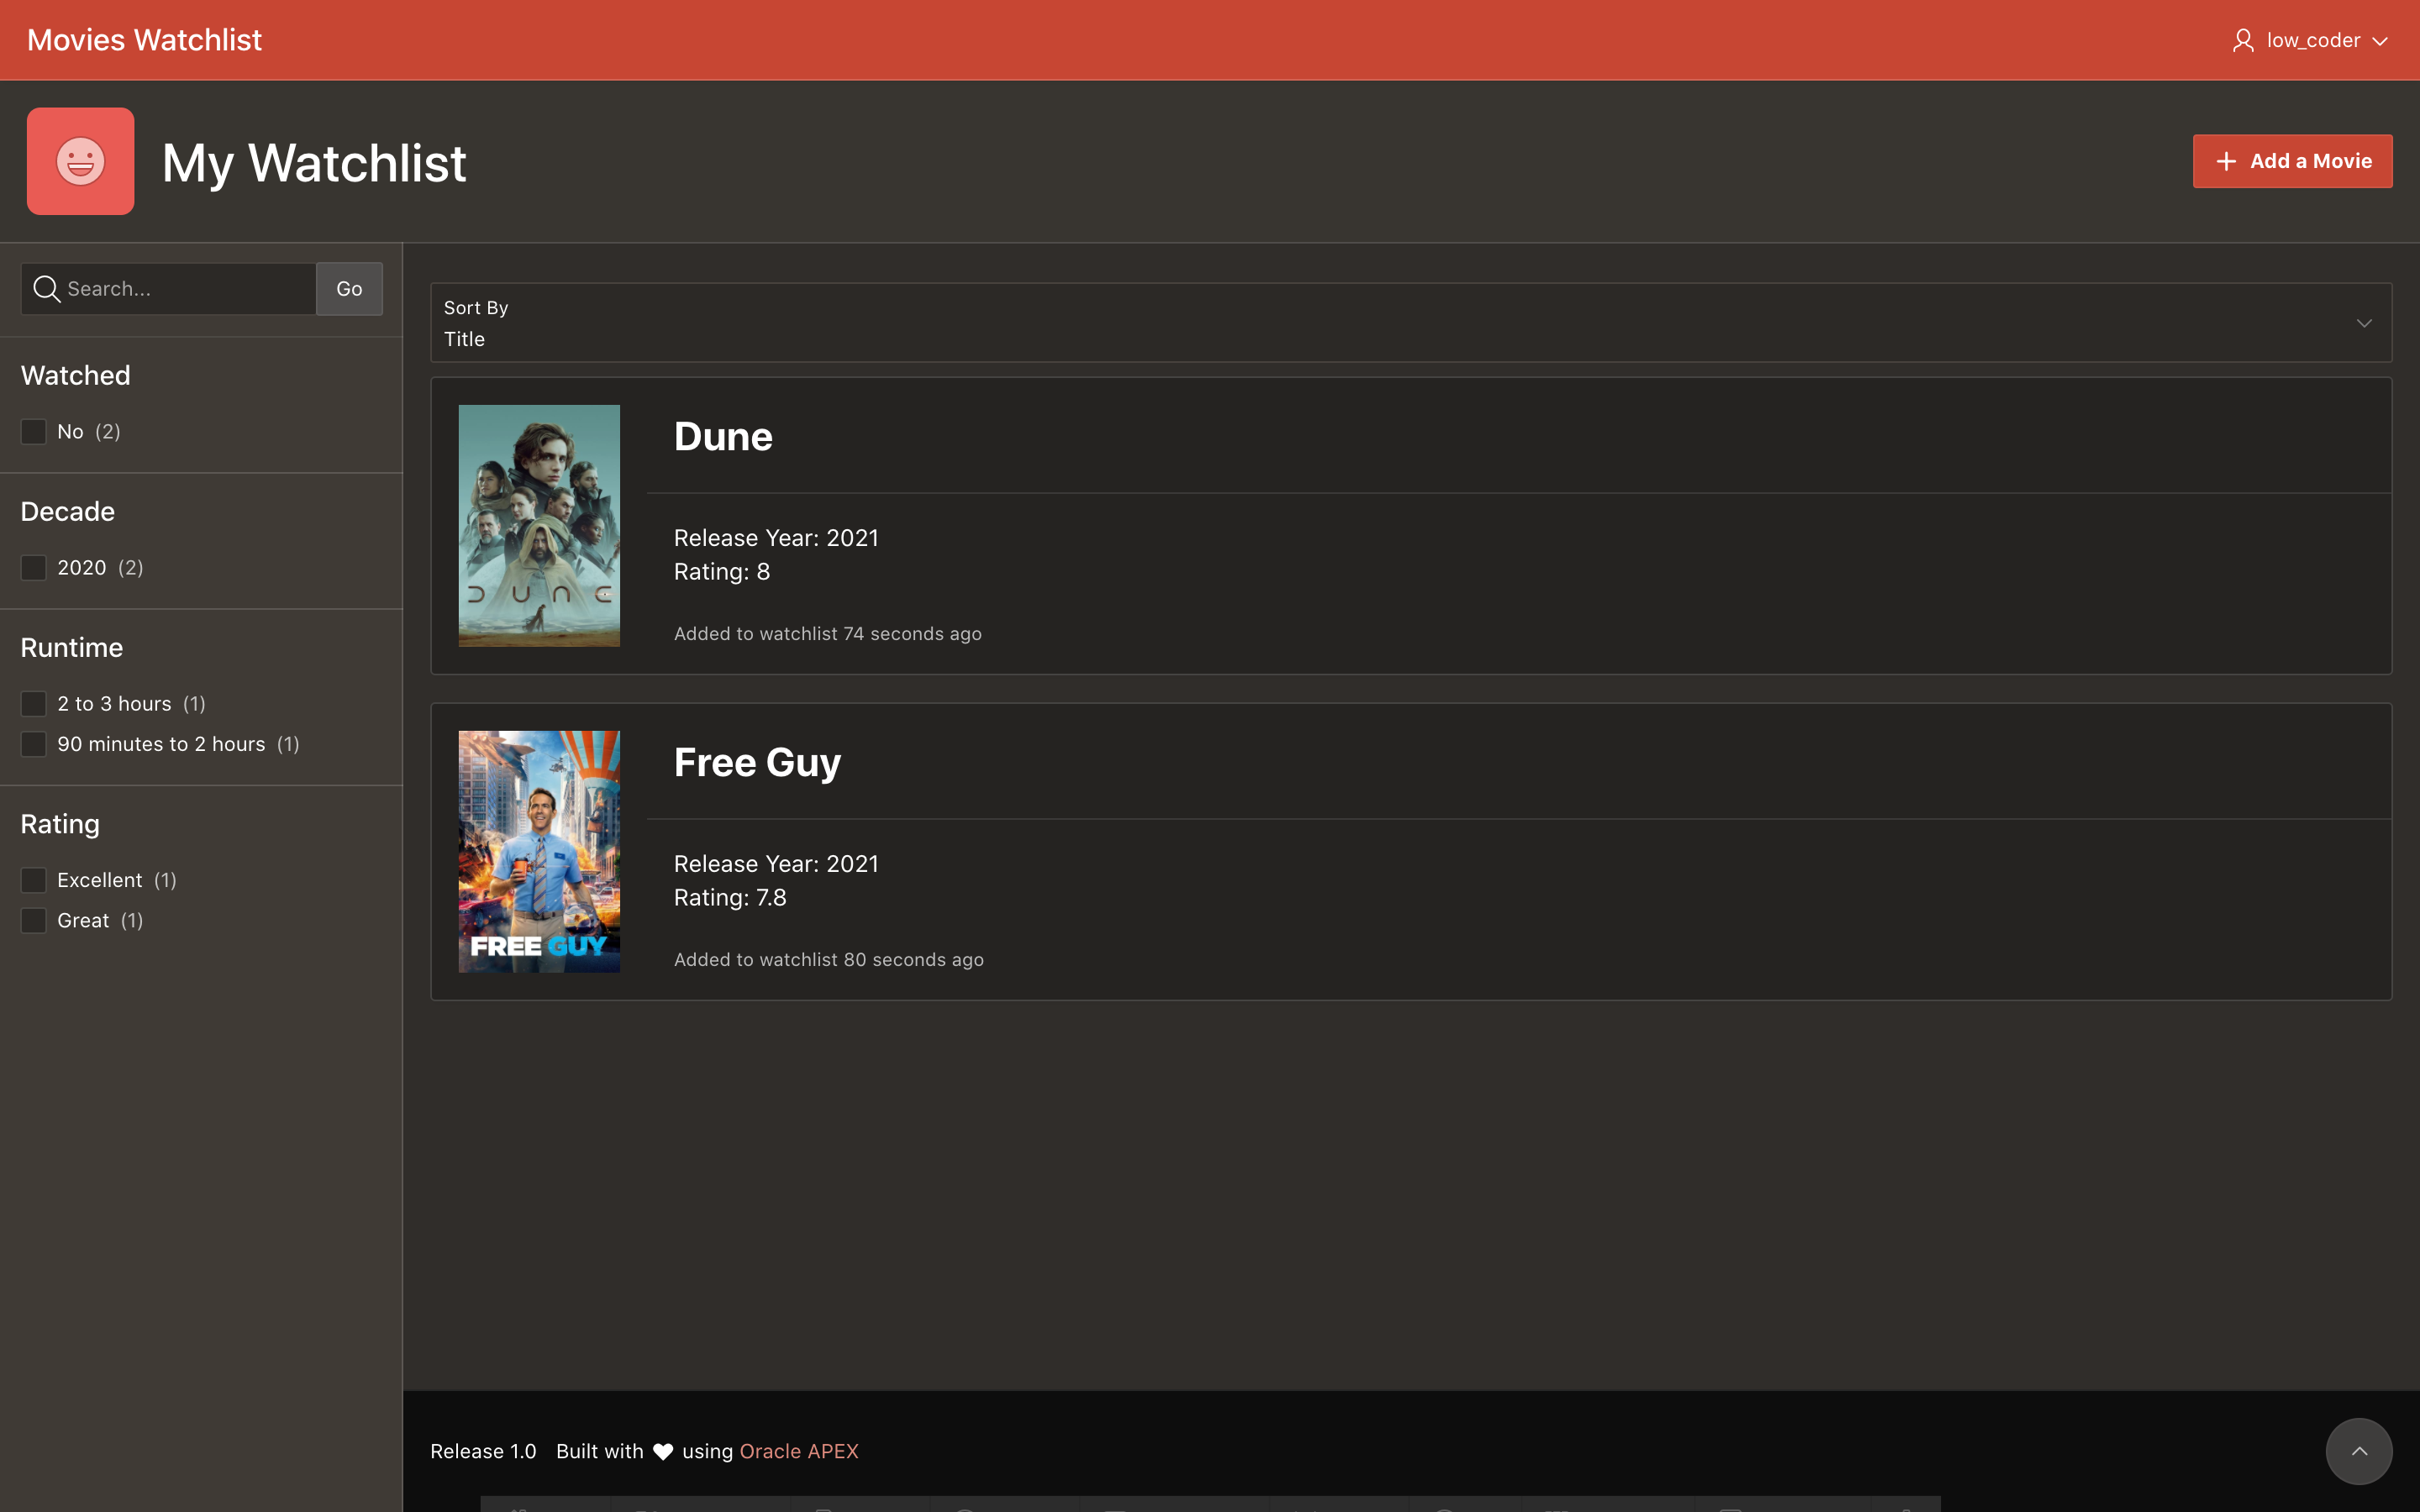 Movies Watchlist
low_coder
My Watchlist
Add a Movie
Search...
Go
Watched
No (2)
Decade
2020 (2)
Runtime
2 to 3 hours (1)
90 minutes to 2 hours (1)
Rating
Excellent (1)
Great (1)
Sort By
Title
DUNE
Dune
Release Year: 2021
Rating: 8
Added to watchlist 74 seconds ago
FREE GUY
Free Guy
Release Year: 2021
Rating: 7.8
Added to watchlist 80 seconds ago
Release 1.0 Built with ♥ using Oracle APEX